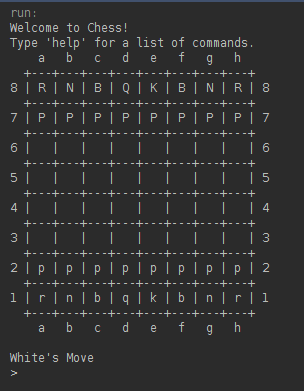 run:
Welcome to Chess!
Type 'help' for a list of commands.
    a   b   c   d   e   f   g   h
  +---+---+---+---+---+---+---+---+
8 | R | N | B | Q | K | B | N | R | 8
  +---+---+---+---+---+---+---+---+
7 | P | P | P | P | P | P | P | P | 7
  +---+---+---+---+---+---+---+---+
6 |   |   |   |   |   |   |   |   | 6
  +---+---+---+---+---+---+---+---+
5 |   |   |   |   |   |   |   |   | 5
  +---+---+---+---+---+---+---+---+
4 |   |   |   |   |   |   |   |   | 4
  +---+---+---+---+---+---+---+---+
3 |   |   |   |   |   |   |   |   | 3
  +---+---+---+---+---+---+---+---+
2 | p | p | p | p | p | p | p | p | 2
  +---+---+---+---+---+---+---+---+
1 | r | n | b | q | k | b | n | r | 1
  +---+---+---+---+---+---+---+---+
    a   b   c   d   e   f   g   h

White's Move
>